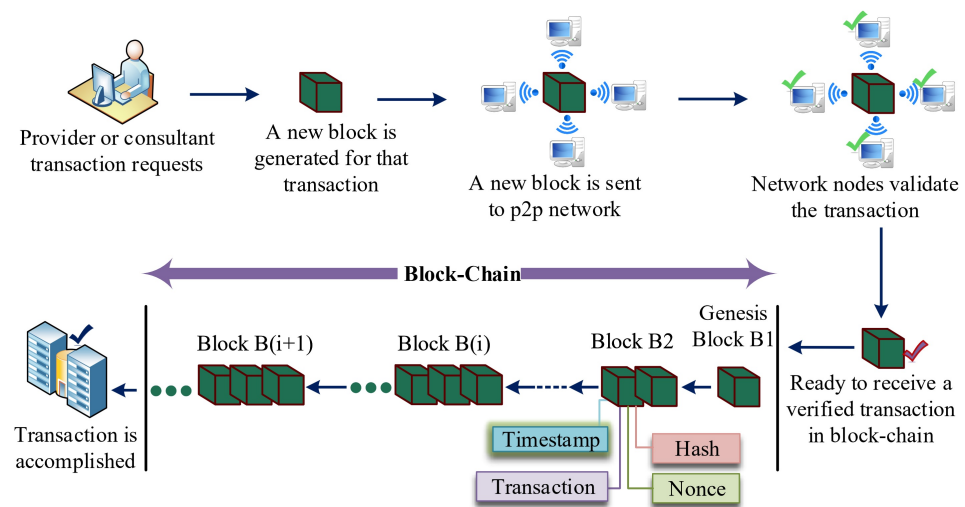 Provider or consultant
transaction requests
A new block is
generated for that
transaction
A new block is sent
to p2p network
Network nodes validate
the transaction
Block-Chain
Genesis
Block B1
Block B2
Block B(i)
Block B(i+1)
Ready to receive a
verified transaction
in block-chain
Transaction is
accomplished
Timestamp
Hash
Transaction
Nonce